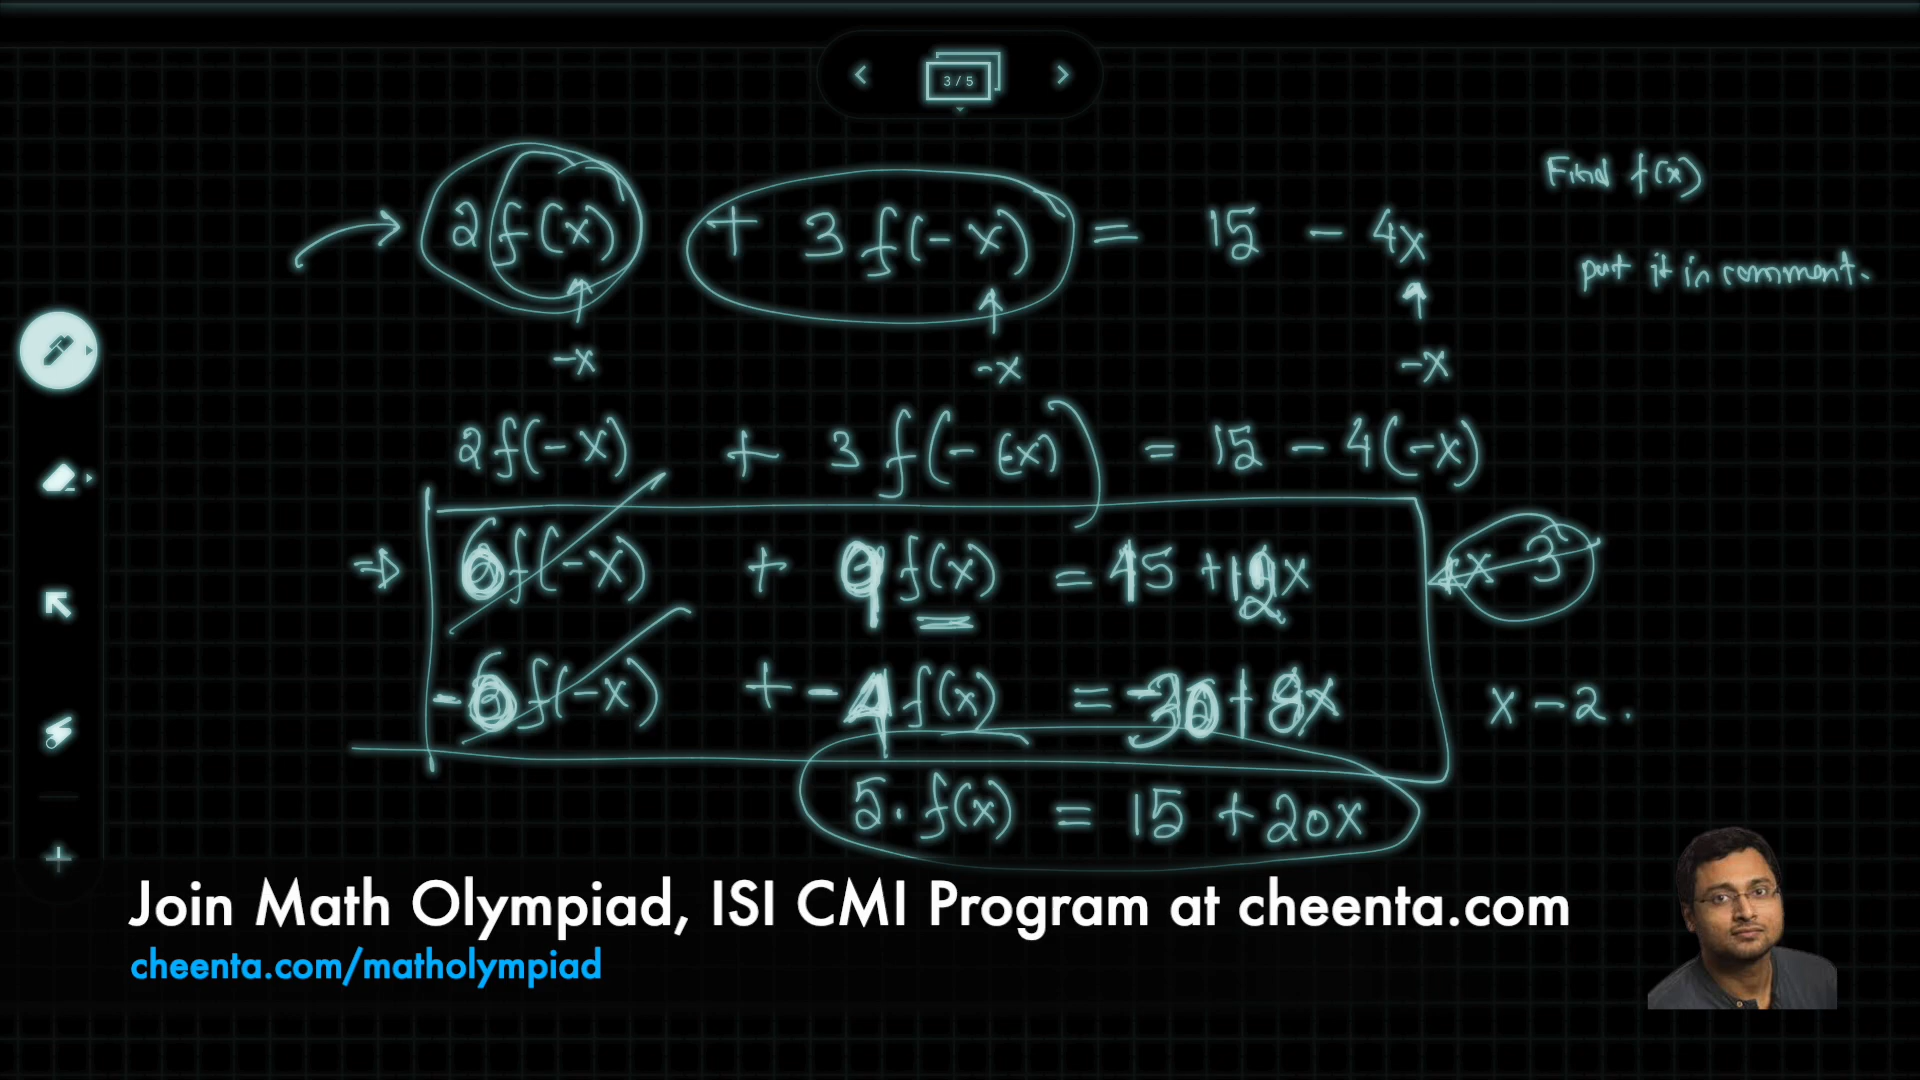 3 / 5
Find f(x)
put it in comment.
2f(x) + 3f(-x) = 15 - 4x
-x -x -x
2f(-x) + 3f(-(-x)) = 15 - 4(-x)
⇒ 6f(-x) + 9f(x) = 45 + 12x x 3
-6f(-x) + -4f(x) = -30 + 8x x - 2.
5. f(x) = 15 + 20x
Join Math Olympiad, ISI CMI Program at cheenta.com
cheenta.com/matholympiad